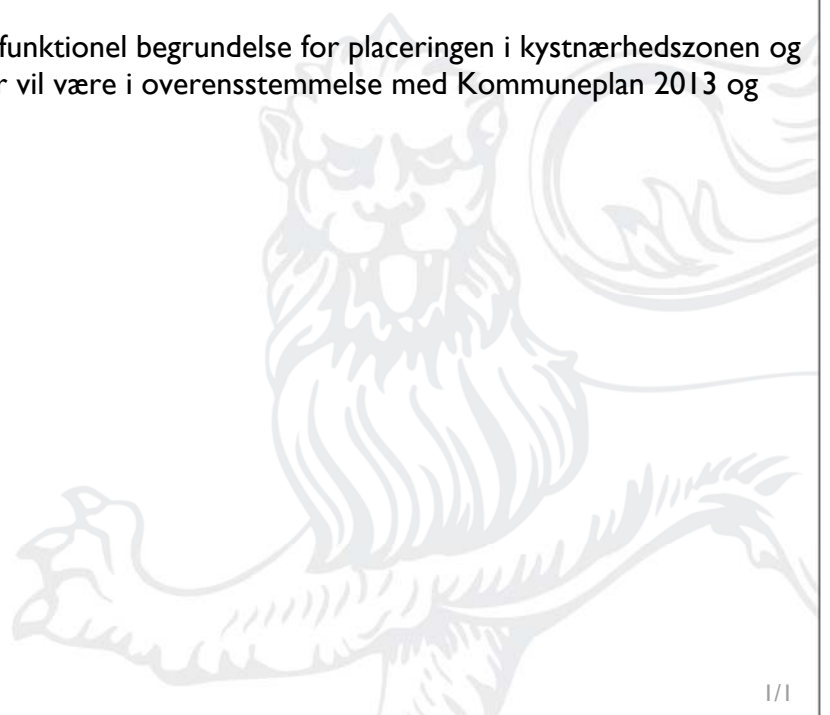 funktionel begrundelse for placeringen i kystnærhedszonen og
vil være i overensstemmelse med Kommuneplan 2013 og
1/1